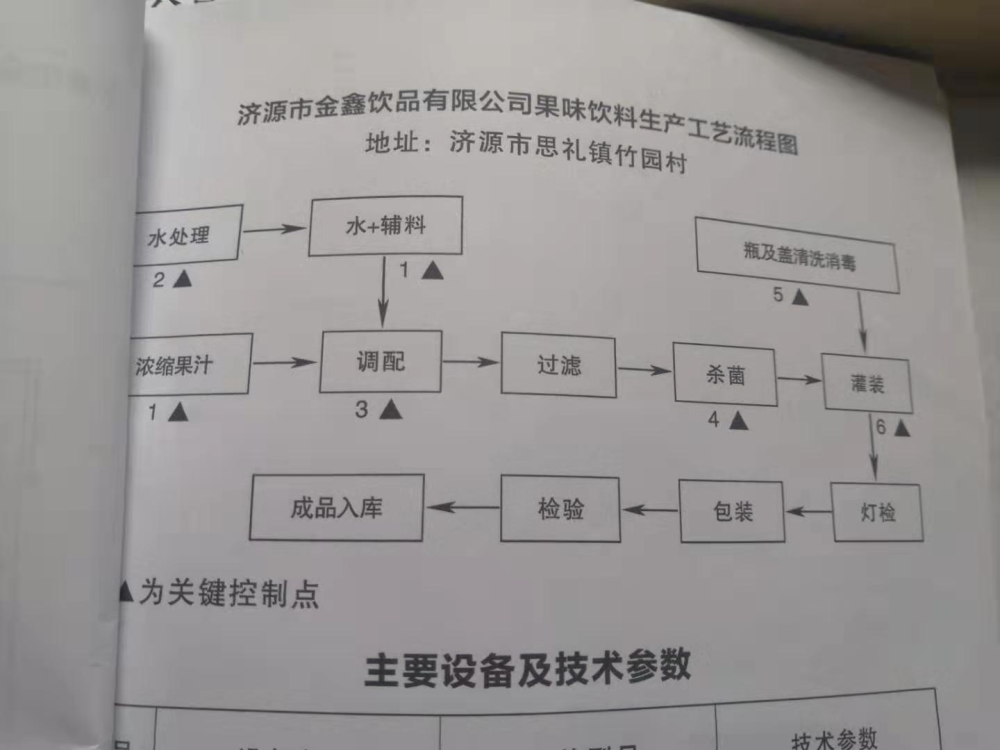 济源市金鑫饮品有限公司果味饮料生产工艺流程图
地址：济源市思礼镇竹园村
水处理
水+辅料
瓶及盖清洗消毒
2▲
1▲
5▲
浓缩果汁
调配
过滤
杀菌
灌装
1▲
3▲
4▲
6▲
成品入库
检验
包装
灯检
▲为关键控制点
主要设备及技术参数
技术参数